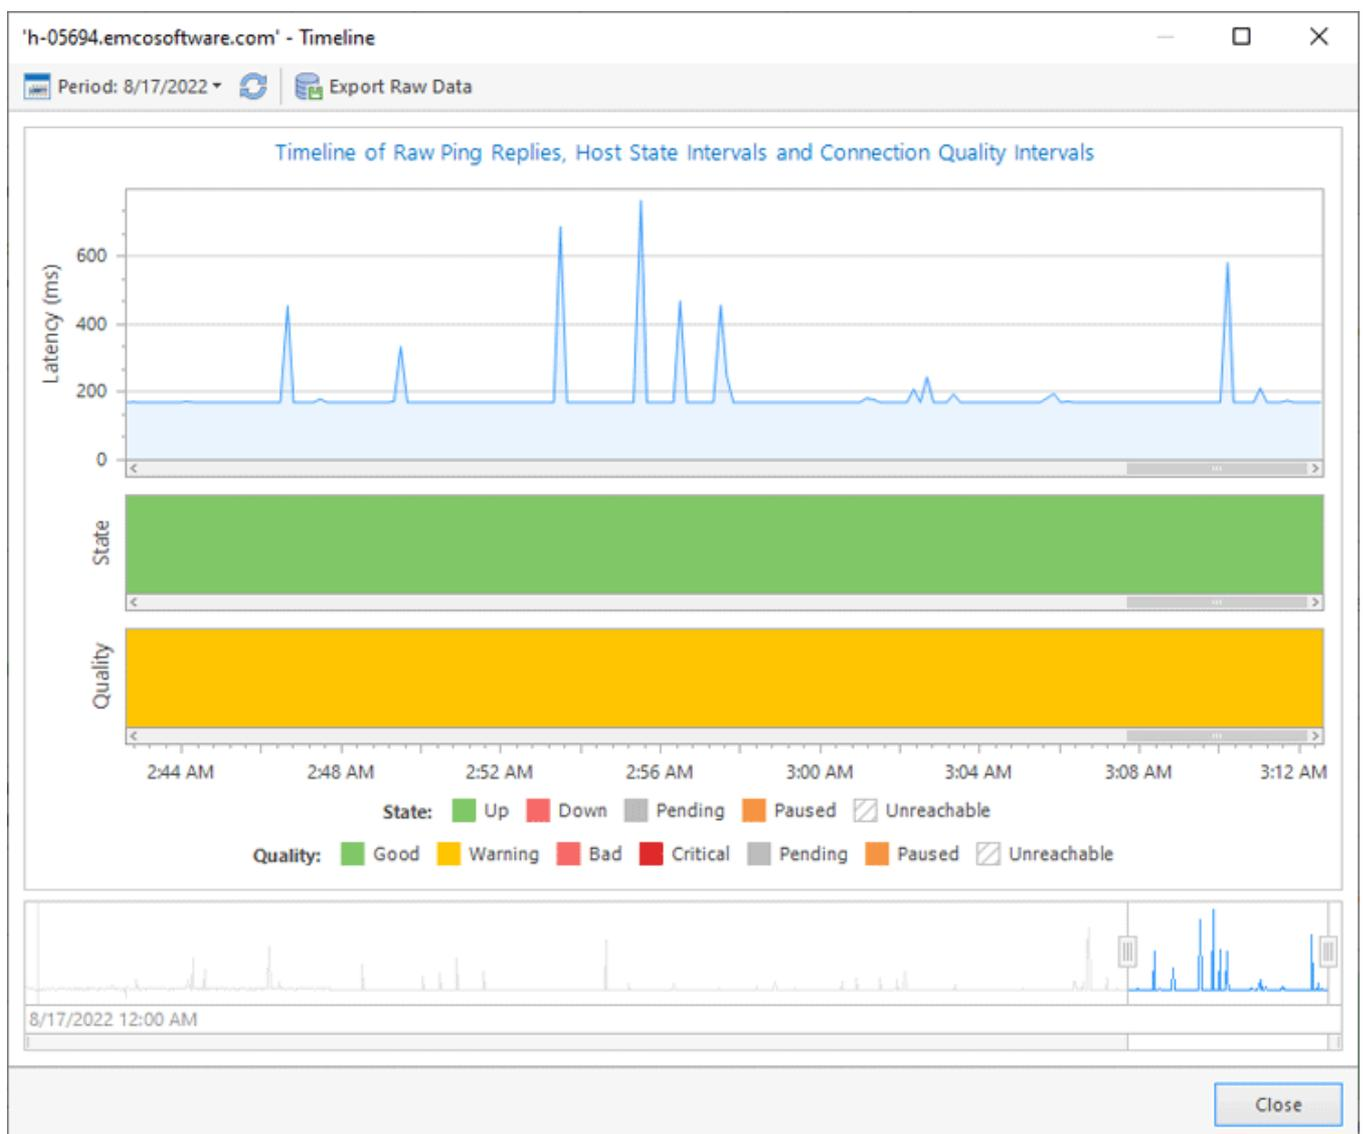 'h-05694.emcosoftware.com' - Timeline
Period: 8/17/2022 Export Raw Data
Timeline of Raw Ping Replies, Host State Intervals and Connection Quality Intervals
Latency (ms)
600
400
200
0
State
Quality
2:44 AM 2:48 AM 2:52 AM 2:56 AM 3:00 AM 3:04 AM 3:08 AM 3:12 AM
State: Up Down Pending Paused Unreachable
Quality: Good Warning Bad Critical Pending Paused Unreachable
8/17/2022 12:00 AM
Close